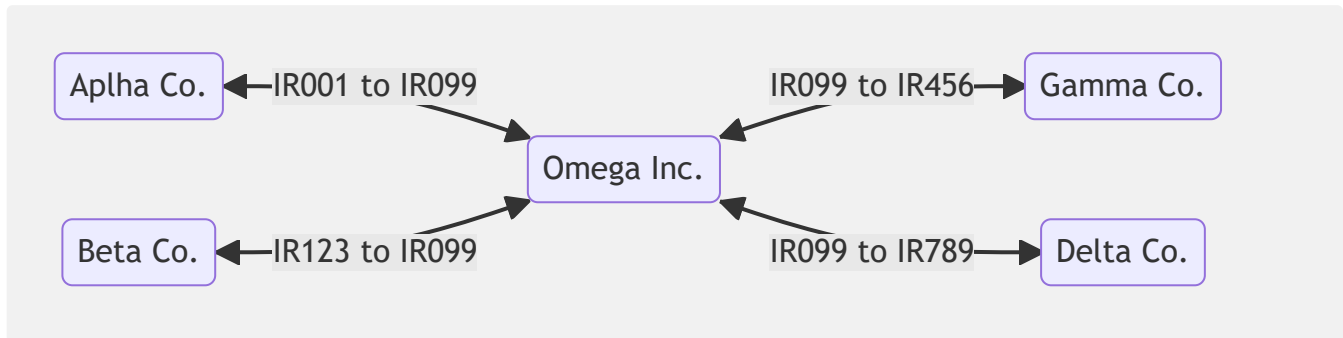 Aplha Co.
IR001 to IR099
IR099 to IR456
Gamma Co.
Omega Inc.
Beta Co.
IR123 to IR099
IR099 to IR789
Delta Co.